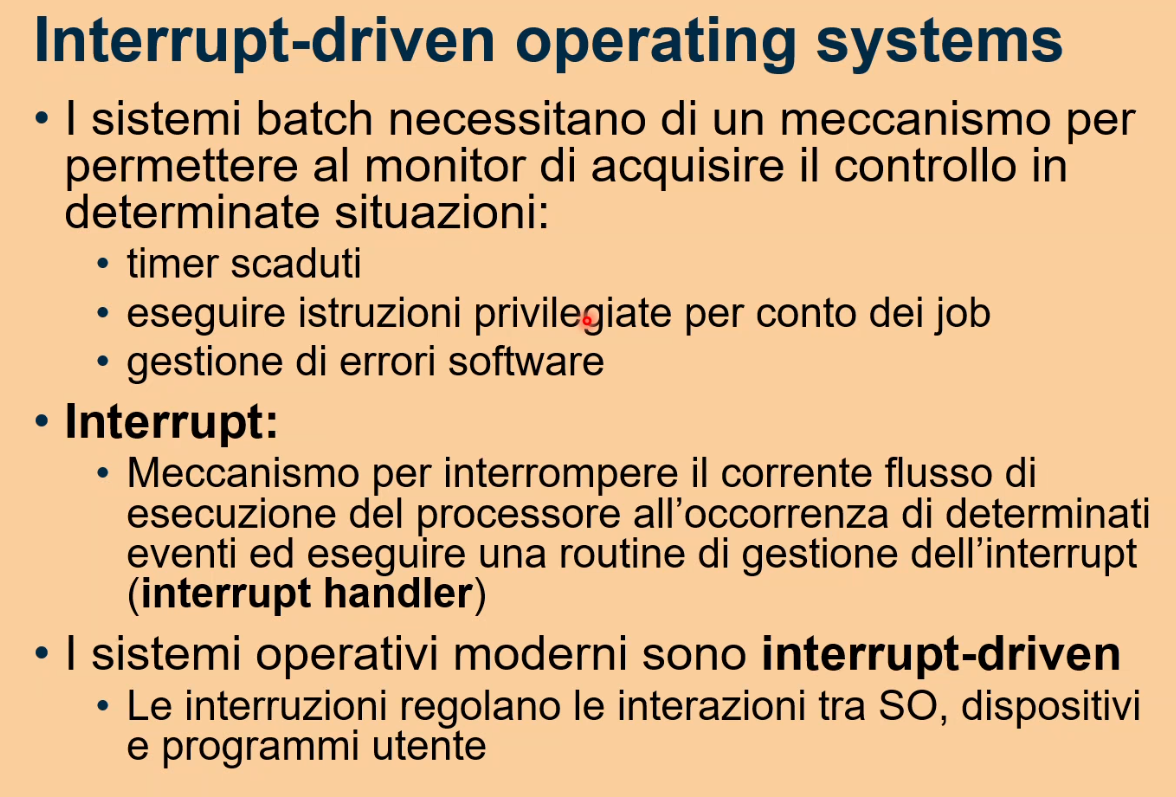 Interrupt-driven operating systems
• I sistemi batch necessitano di un meccanismo per
permettere al monitor di acquisire il controllo in
determinate situazioni:
• timer scaduti
• eseguire istruzioni privilegiate per conto dei job
• gestione di errori software
• Interrupt:
• Meccanismo per interrompere il corrente flusso di
esecuzione del processore all’occorrenza di determinati
eventi ed eseguire una routine di gestione dell’interrupt
(interrupt handler)
• I sistemi operativi moderni sono interrupt-driven
• Le interruzioni regolano le interazioni tra SO, dispositivi
e programmi utente